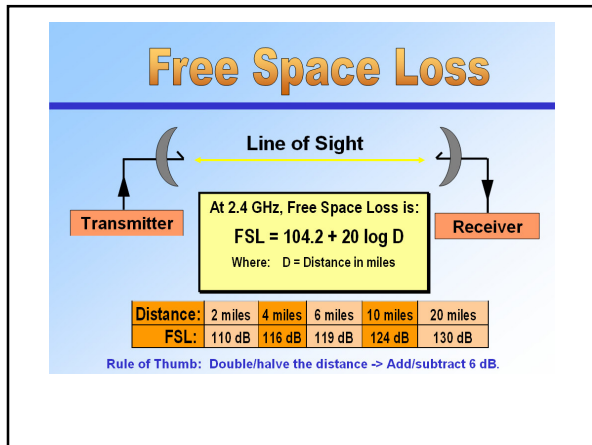 Free Space Loss
Line of Sight
Transmitter
Receiver
At 2.4 GHz, Free Space Loss is:
FSL = 104.2 + 20 log D
Where: D = Distance in miles
Distance: 2 miles 4 miles 6 miles 10 miles 20 miles
FSL: 110 dB 116 dB 119 dB 124 dB 130 dB
Rule of Thumb: Double/halve the distance -> Add/subtract 6 dB.